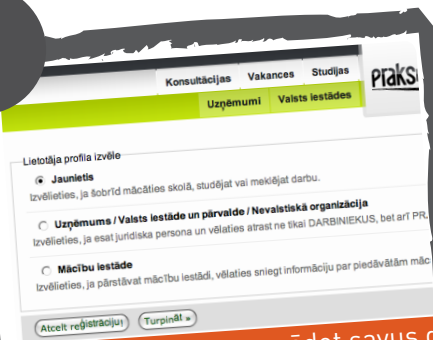 Konsultācijas Vakances Studijas
Uzņēmumi Valsts iestādes
Lietotāja profila izvēle
Jaunietis
Izvēlieties, ja šobrīd mācāties skolā, studējat vai meklējat darbu.
Uzņēmums / Valsts iestāde un pārvalde / Nevalstiskā organizācija
Izvēlieties, ja esat juridiska persona un vēlaties atrast ne tikai DARBINIEKUS, bet arī PR
Mācību iestāde
Izvēlieties, ja pārstāvat mācību iestādi, vēlaties sniegt informāciju par piedāvātām māc
Atcelt reģistrāciju Turpināt »
savus